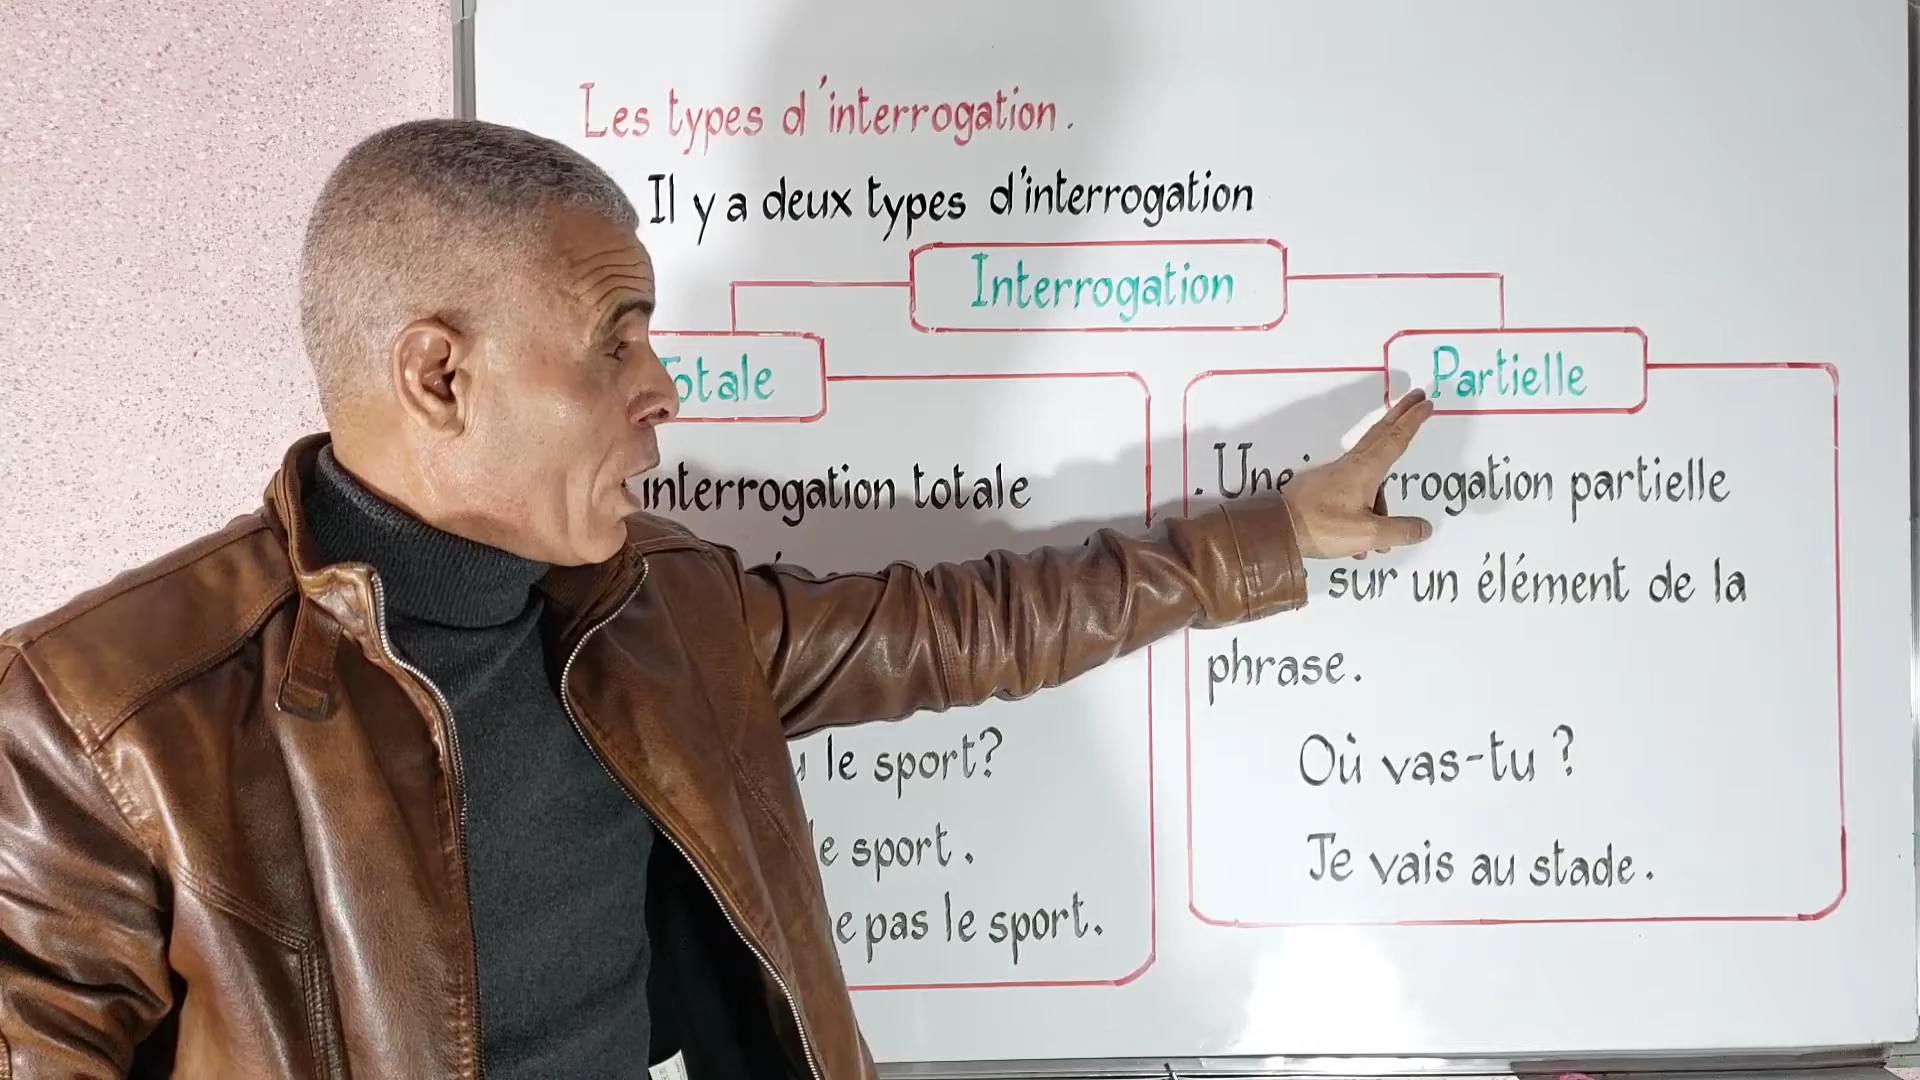 Les types d'interrogation.
Il y a deux types d'interrogation
Interrogation
Totale
interrogation totale
le sport?
le sport.
pas le sport.
Partielle
. Une interrogation partielle
sur un élément de la
phrase.
Où vas-tu ?
Je vais au stade.